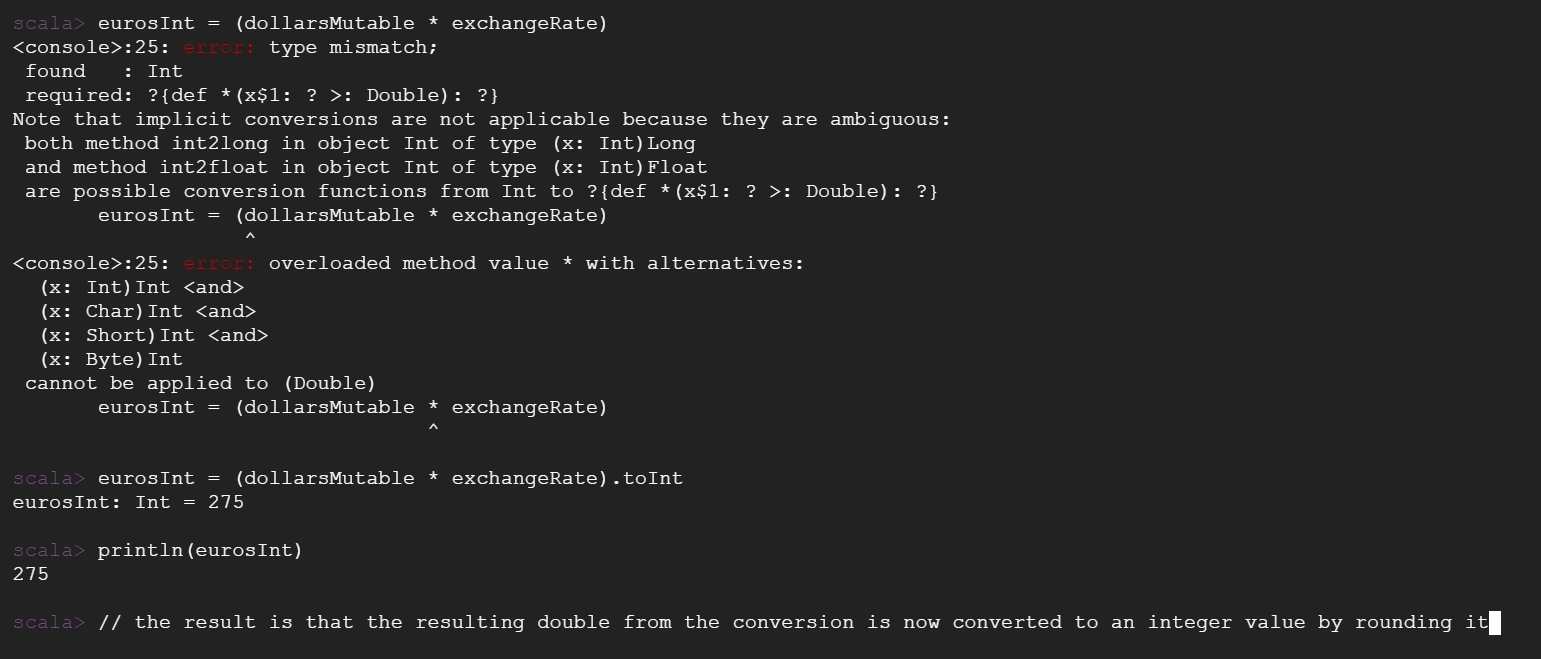 scala> eurosInt = (dollarsMutable * exchangeRate)
<console>:25: error: type mismatch;
 found   : Int
 required: ?{def *(x$1: ? >: Double): ?}
Note that implicit conversions are not applicable because they are ambiguous:
 both method int2long in object Int of type (x: Int)Long
 and method int2float in object Int of type (x: Int)Float
 are possible conversion functions from Int to ?{def *(x$1: ? >: Double): ?}
       eurosInt = (dollarsMutable * exchangeRate)
                   ^
<console>:25: error: overloaded method value * with alternatives:
  (x: Int)Int <and>
  (x: Char)Int <and>
  (x: Short)Int <and>
  (x: Byte)Int
 cannot be applied to (Double)
       eurosInt = (dollarsMutable * exchangeRate)
                                  ^
scala> eurosInt = (dollarsMutable * exchangeRate).toInt
eurosInt: Int = 275
scala> println(eurosInt)
275
scala> // the result is that the resulting double from the conversion is now converted to an integer value by rounding it